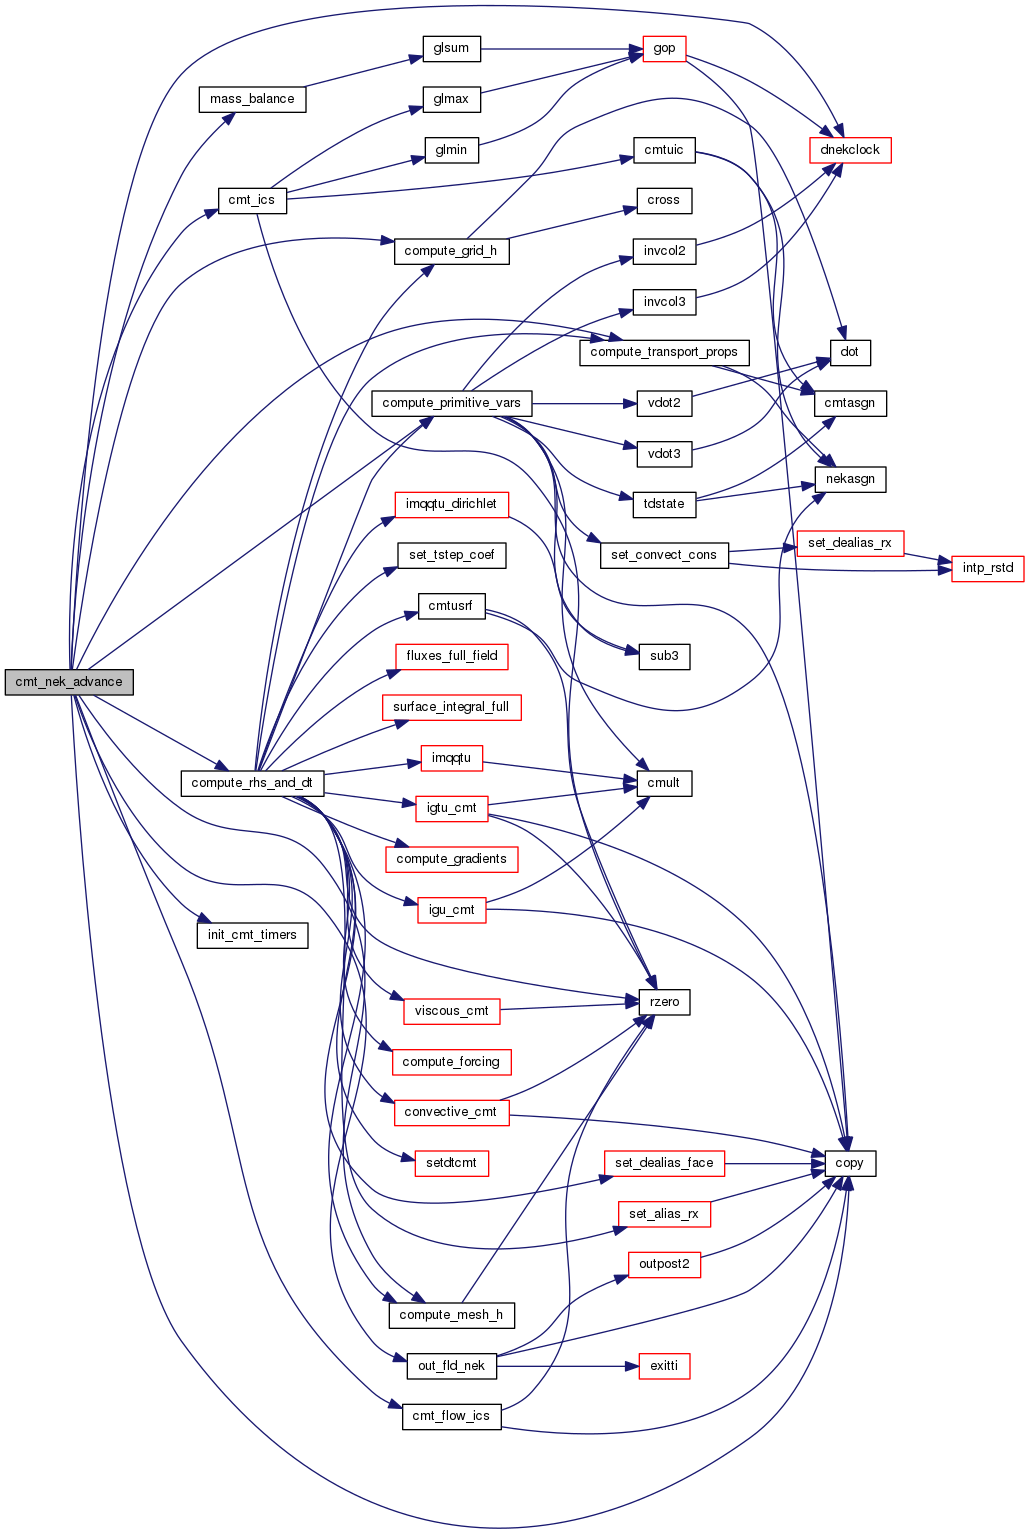 glsum
gop
mass_balance
glmax
glmin
cmtuic
dnekclock
cmt_ics
cross
compute_grid_h
invcol2
invcol3
compute_transport_props
dot
compute_primitive_vars
vdot2
cmtasgn
vdot3
nekasgn
imqqtu_dirichlet
tdstate
set_tstep_coef
set_convect_cons
set_dealias_rx
intp_rstd
cmtusrf
fluxes_full_field
sub3
cmt_nek_advance
surface_integral_full
imqqtu
compute_rhs_and_dt
cmult
igtu_cmt
compute_gradients
igu_cmt
init_cmt_timers
viscous_cmt
rzero
compute_forcing
convective_cmt
setdtcmt
set_dealias_face
copy
set_alias_rx
outpost2
compute_mesh_h
out_fld_nek
exitti
cmt_flow_ics